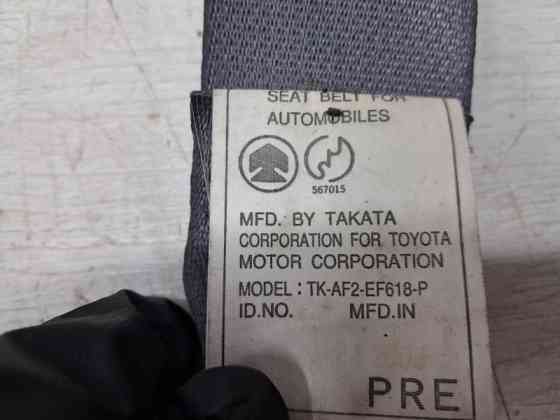 SEAT BELT FOR
AUTOMOBILES
567015
MFD. BY TAKATA
CORPORATION FOR TOYOTA
MOTOR CORPORATION
MODEL : TK-AF2-EF618-P
ID.NO. MFD.IN
PRE